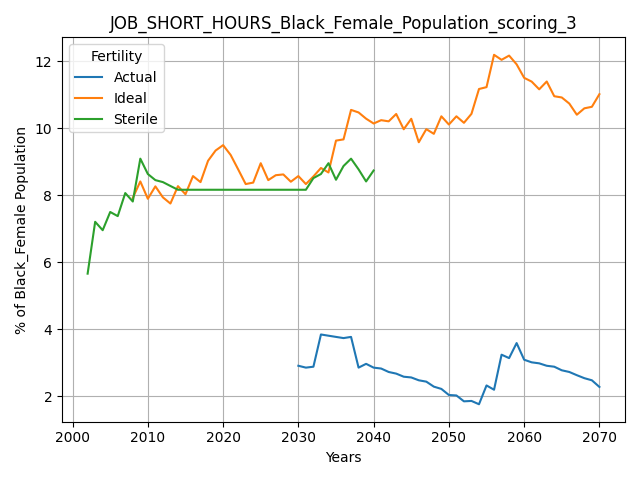 JOB_SHORT_HOURS_Black_Female_Population_scoring_3
Fertility
Actual
Ideal
Sterile
% of Black_Female Population
12
10
8
6
4
2
2000 2010 2020 2030 2040 2050 2060 2070
Years